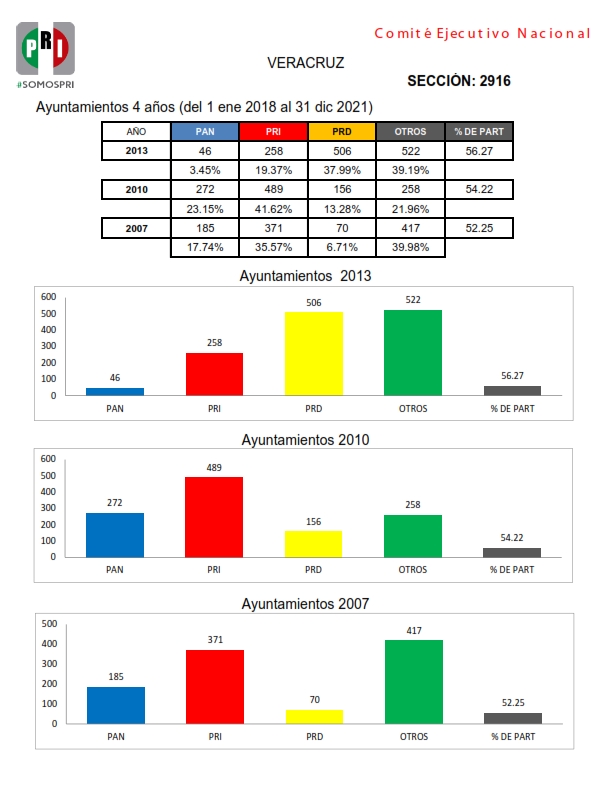 Comité Ejecutivo Nacional
PRI
#SOMOSPRI
VERACRUZ
SECCIÓN: 2916
Ayuntamientos 4 años (del 1 ene 2018 al 31 dic 2021)
AÑO PAN PRI PRD OTROS % DE PART
2013 46 258 506 522 56.27
3.45% 19.37% 37.99% 39.19%
2010 272 489 156 258 54.22
23.15% 41.62% 13.28% 21.96%
2007 185 371 70 417 52.25
17.74% 35.57% 6.71% 39.98%
Ayuntamientos 2013
600
500
400
300
200
100
0
46 258 506 522 56.27
PAN PRI PRD OTROS % DE PART
Ayuntamientos 2010
600
500
400
300
200
100
0
272 489 156 258 54.22
PAN PRI PRD OTROS % DE PART
Ayuntamientos 2007
500
400
300
200
100
0
185 371 70 417 52.25
PAN PRI PRD OTROS % DE PART